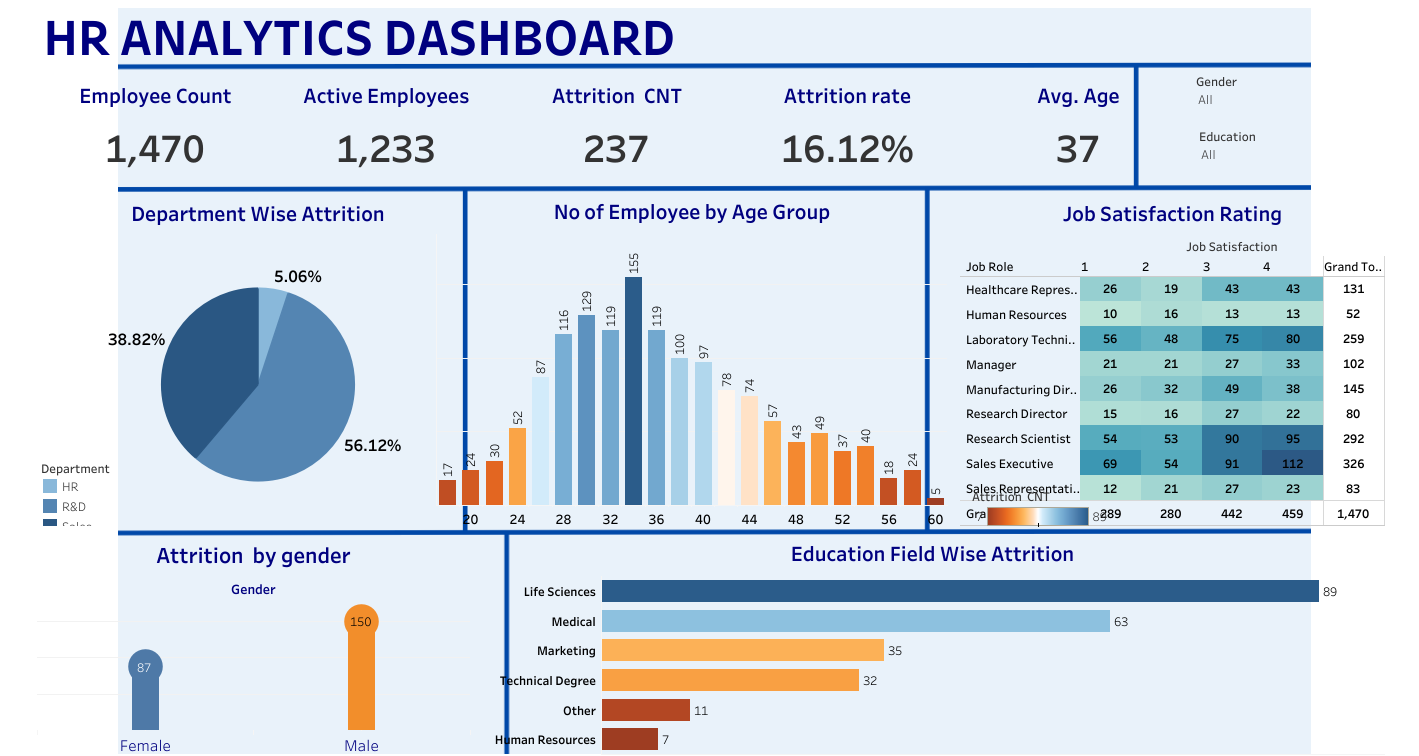 HR ANALYTICS DASHBOARD
Employee Count
Active Employees
Attrition CNT
Attrition rate
Avg. Age
Gender
All
1,470
1,233
237
16.12%
37
Education
All
Department Wise Attrition
5.06%
38.82%
56.12%
Department
HR
R&D
Sales
No of Employee by Age Group
17
24
30
52
87
116
129
119
155
119
100
97
78
74
57
43
49
37
40
18
24
5
20 24 28 32 36 40 44 48 52 56 60
Job Satisfaction Rating
Job Satisfaction
Job Role 1 2 3 4 Grand To..
Healthcare Repres.. 26 19 43 43 131
Human Resources 10 16 13 13 52
Laboratory Techni.. 56 48 75 80 259
Manager 21 21 27 33 102
Manufacturing Dir.. 26 32 49 38 145
Research Director 15 16 27 22 80
Research Scientist 54 53 90 95 292
Sales Executive 69 54 91 112 326
Sales Representati.. 12 21 27 23 83
Attrition CNT
7 89
Gra 289 280 442 459 1,470
Attrition by gender
Gender
87
150
Female
Male
Education Field Wise Attrition
Life Sciences 89
Medical 63
Marketing 35
Technical Degree 32
Other 11
Human Resources 7